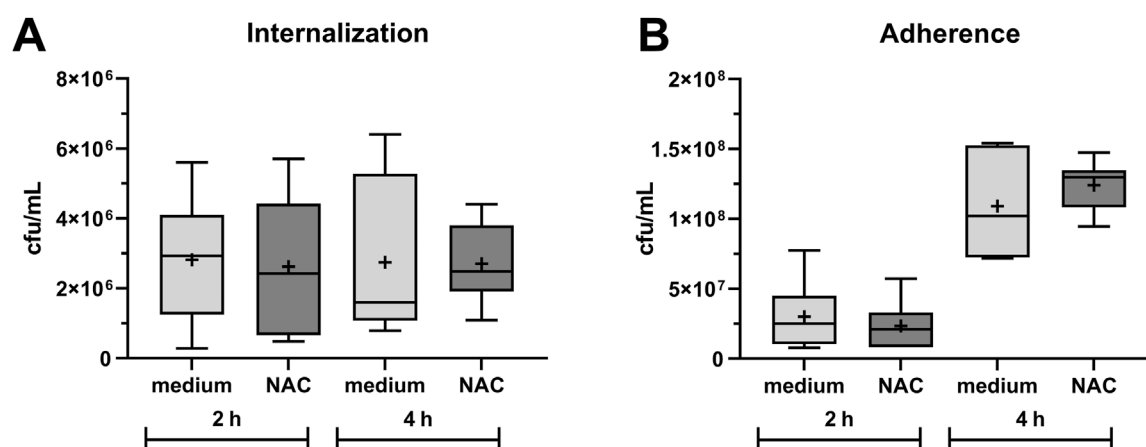 A
Internalization
cfu/mL
8×10⁶
6×10⁶
4×10⁶
2×10⁶
0
medium
NAC
medium
NAC
2 h
4 h
B
Adherence
cfu/mL
2×10⁸
1.5×10⁸
1×10⁸
5×10⁷
0
medium
NAC
medium
NAC
2 h
4 h